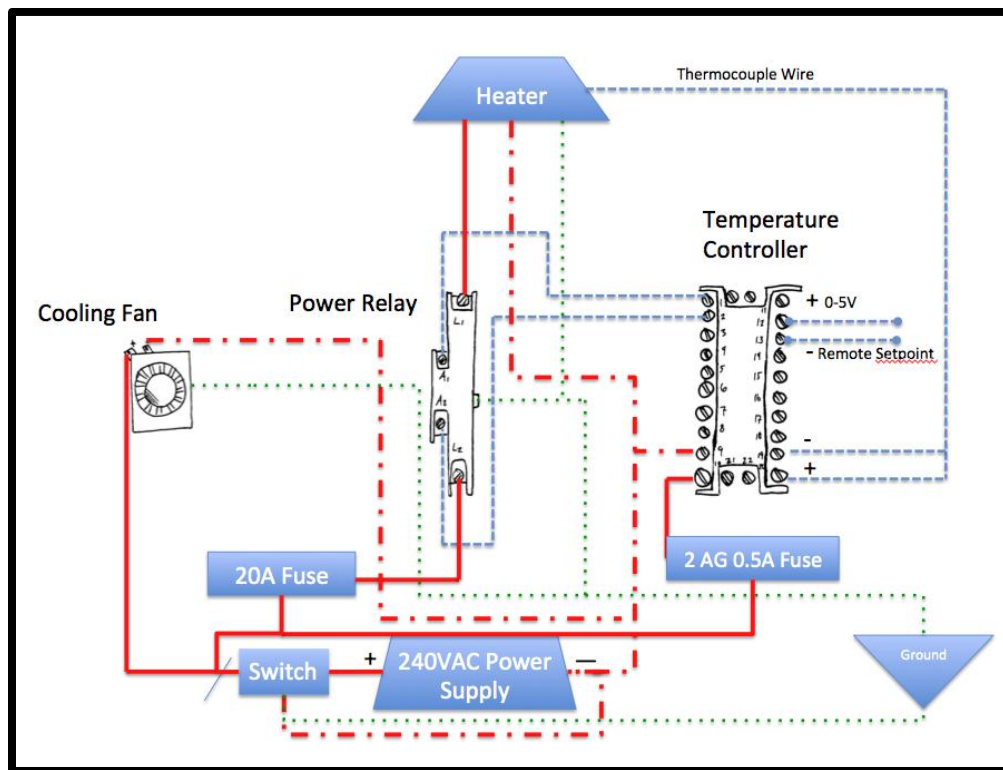 Thermocouple Wire
Heater
Temperature
Controller
Power Relay
Cooling Fan
+ 0-5V
- Remote Setpoint
L1
A1
A2
L2
1
2
3
4
5
6
7
8
9
11
12
13
14
15
16
17
18
19
21 22
-
+
+
20A Fuse
2 AG 0.5A Fuse
Switch
+
240VAC Power
Supply
—
Ground